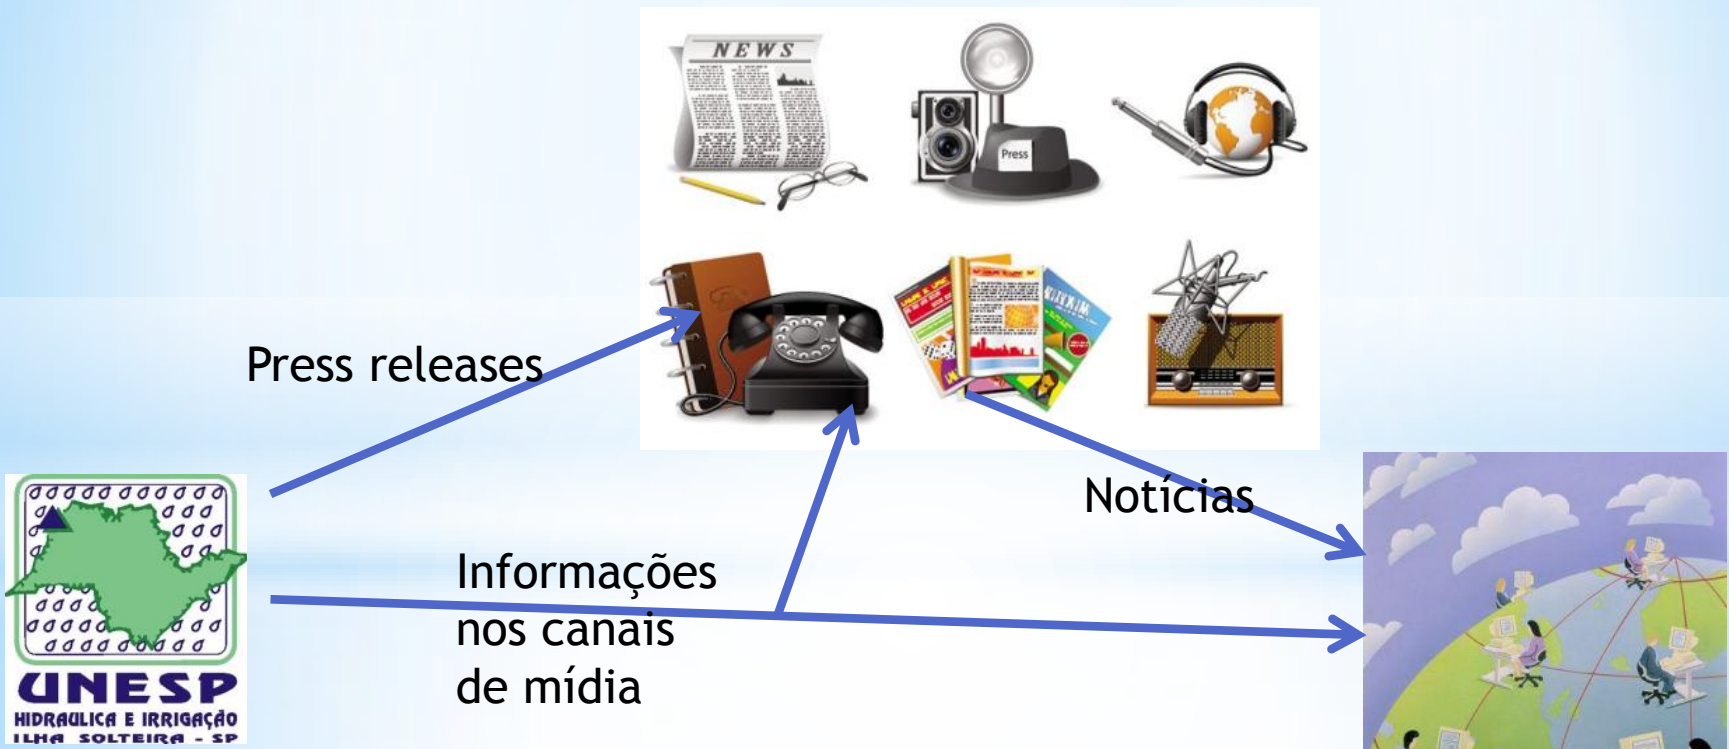 NEWS
Press
Press releases
Notícias
Informações
nos canais
de mídia
UNESP
HIDRAULICA E IRRIGAÇÃO
ILHA SOLTEIRA - SP